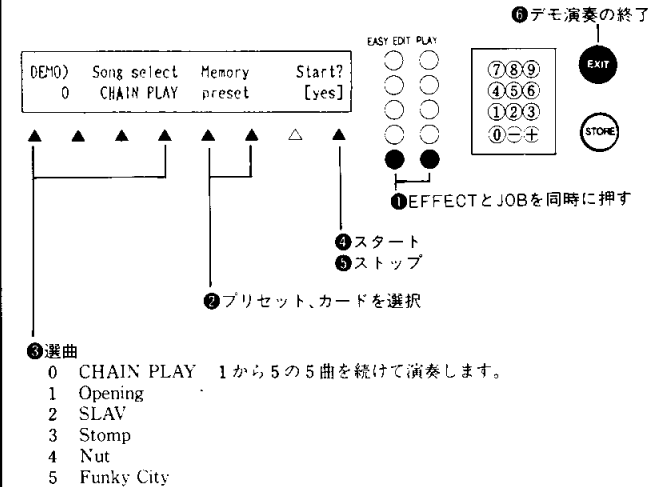 ❻デモ演奏の終了
EASY EDIT PLAY
DEMO) Song select Memory Start?
0 CHAIN PLAY preset [yes]
⑦⑧⑨
④⑤⑥
①②③
⓪⊖⊕
EXIT
STORE
❶EFFECTとJOBを同時に押す
❹スタート
❺ストップ
❷プリセット、カードを選択
❸選曲
0 CHAIN PLAY 1から5の5曲を続けて演奏します。
1 Opening
2 SLAV
3 Stomp
4 Nut
5 Funky City